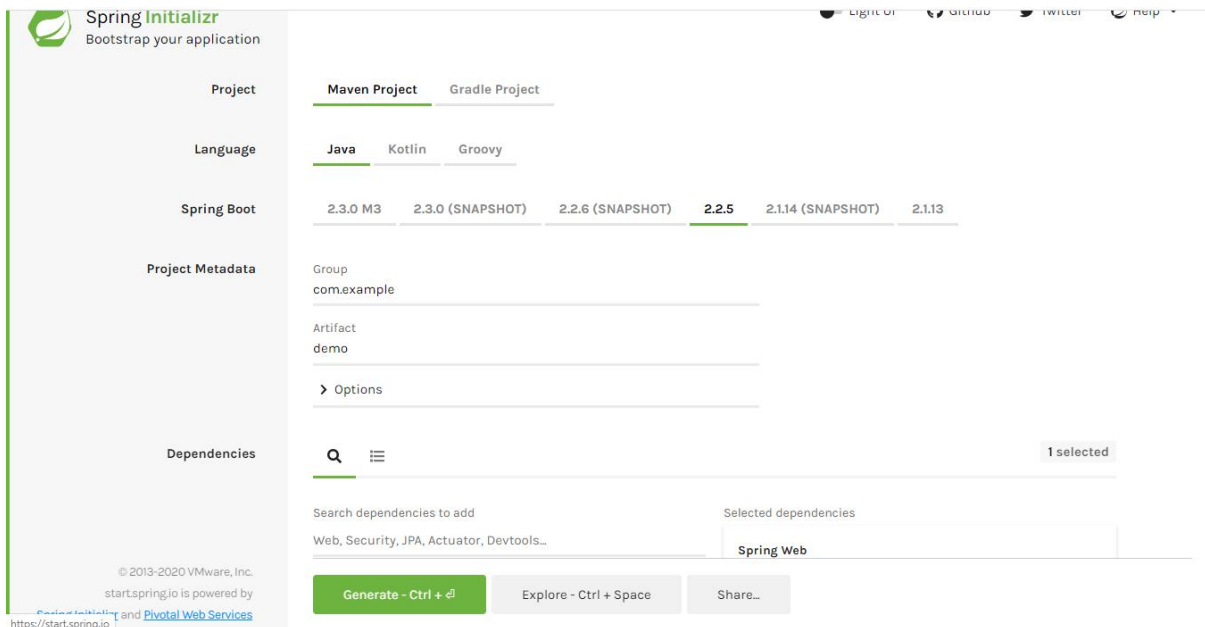 Spring Initializr
Bootstrap your application
Light UI Github Twitter Help
Project
Maven Project Gradle Project
Language
Java Kotlin Groovy
Spring Boot
2.3.0 M3 2.3.0 (SNAPSHOT) 2.2.6 (SNAPSHOT) 2.2.5 2.1.14 (SNAPSHOT) 2.1.13
Project Metadata
Group
com.example
Artifact
demo
Options
Dependencies
1 selected
Search dependencies to add
Web, Security, JPA, Actuator, Devtools...
Selected dependencies
Spring Web
© 2013-2020 VMware, Inc.
start.spring.io is powered by
Spring Initializr and Pivotal Web Services
https://start.spring.io
Generate - Ctrl + ⏎ Explore - Ctrl + Space Share...